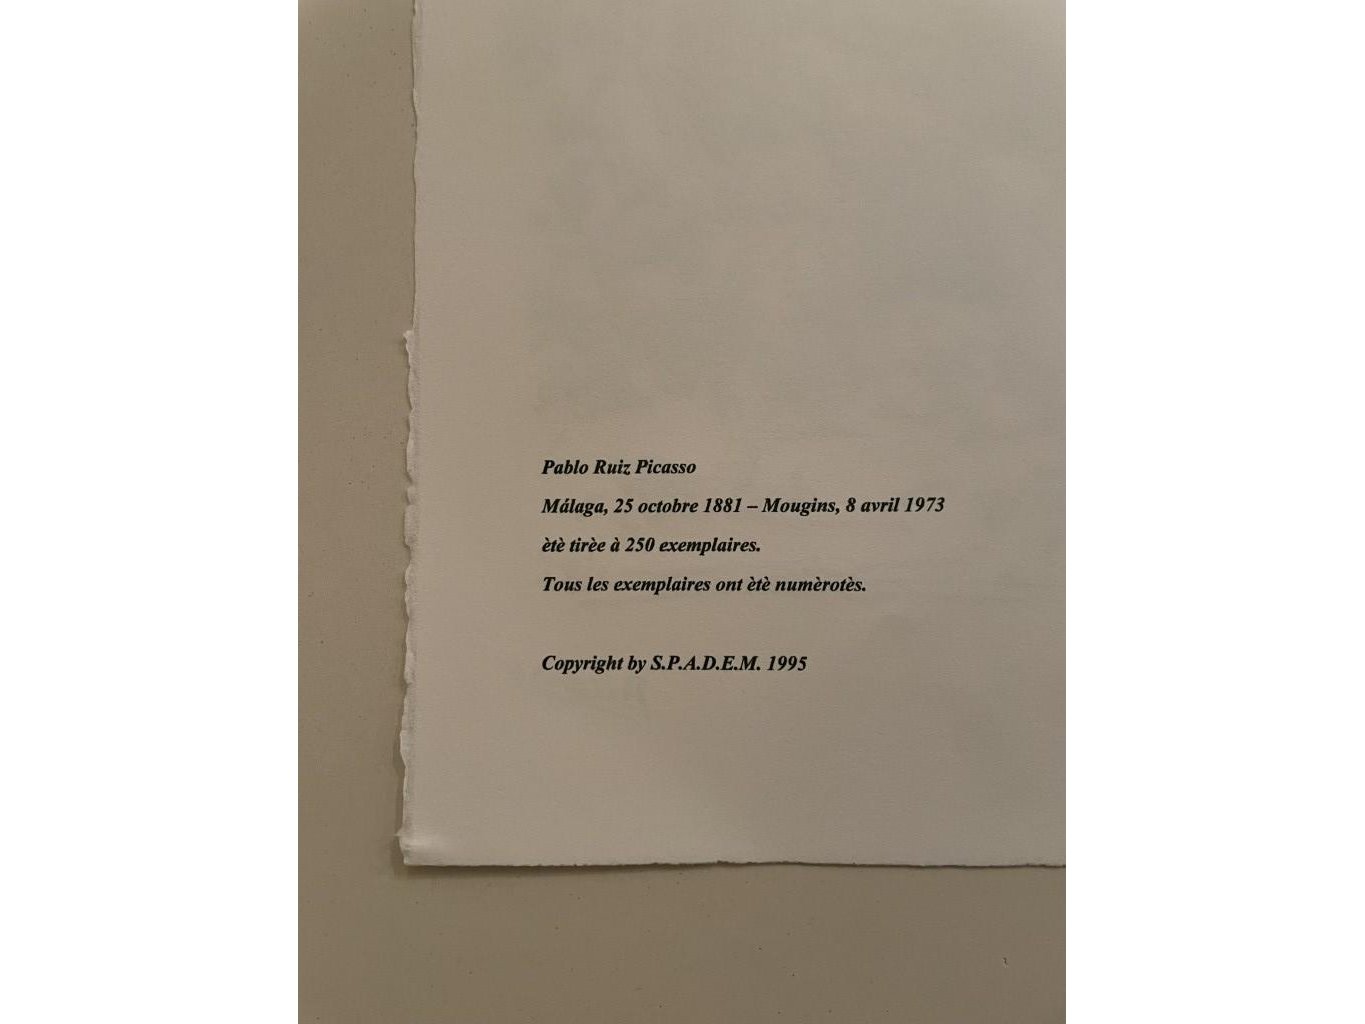 Pablo Ruiz Picasso
Málaga, 25 octobre 1881 – Mougins, 8 avril 1973
ètè tirèe à 250 exemplaires.
Tous les exemplaires ont ètè numèrotès.
Copyright by S.P.A.D.E.M. 1995